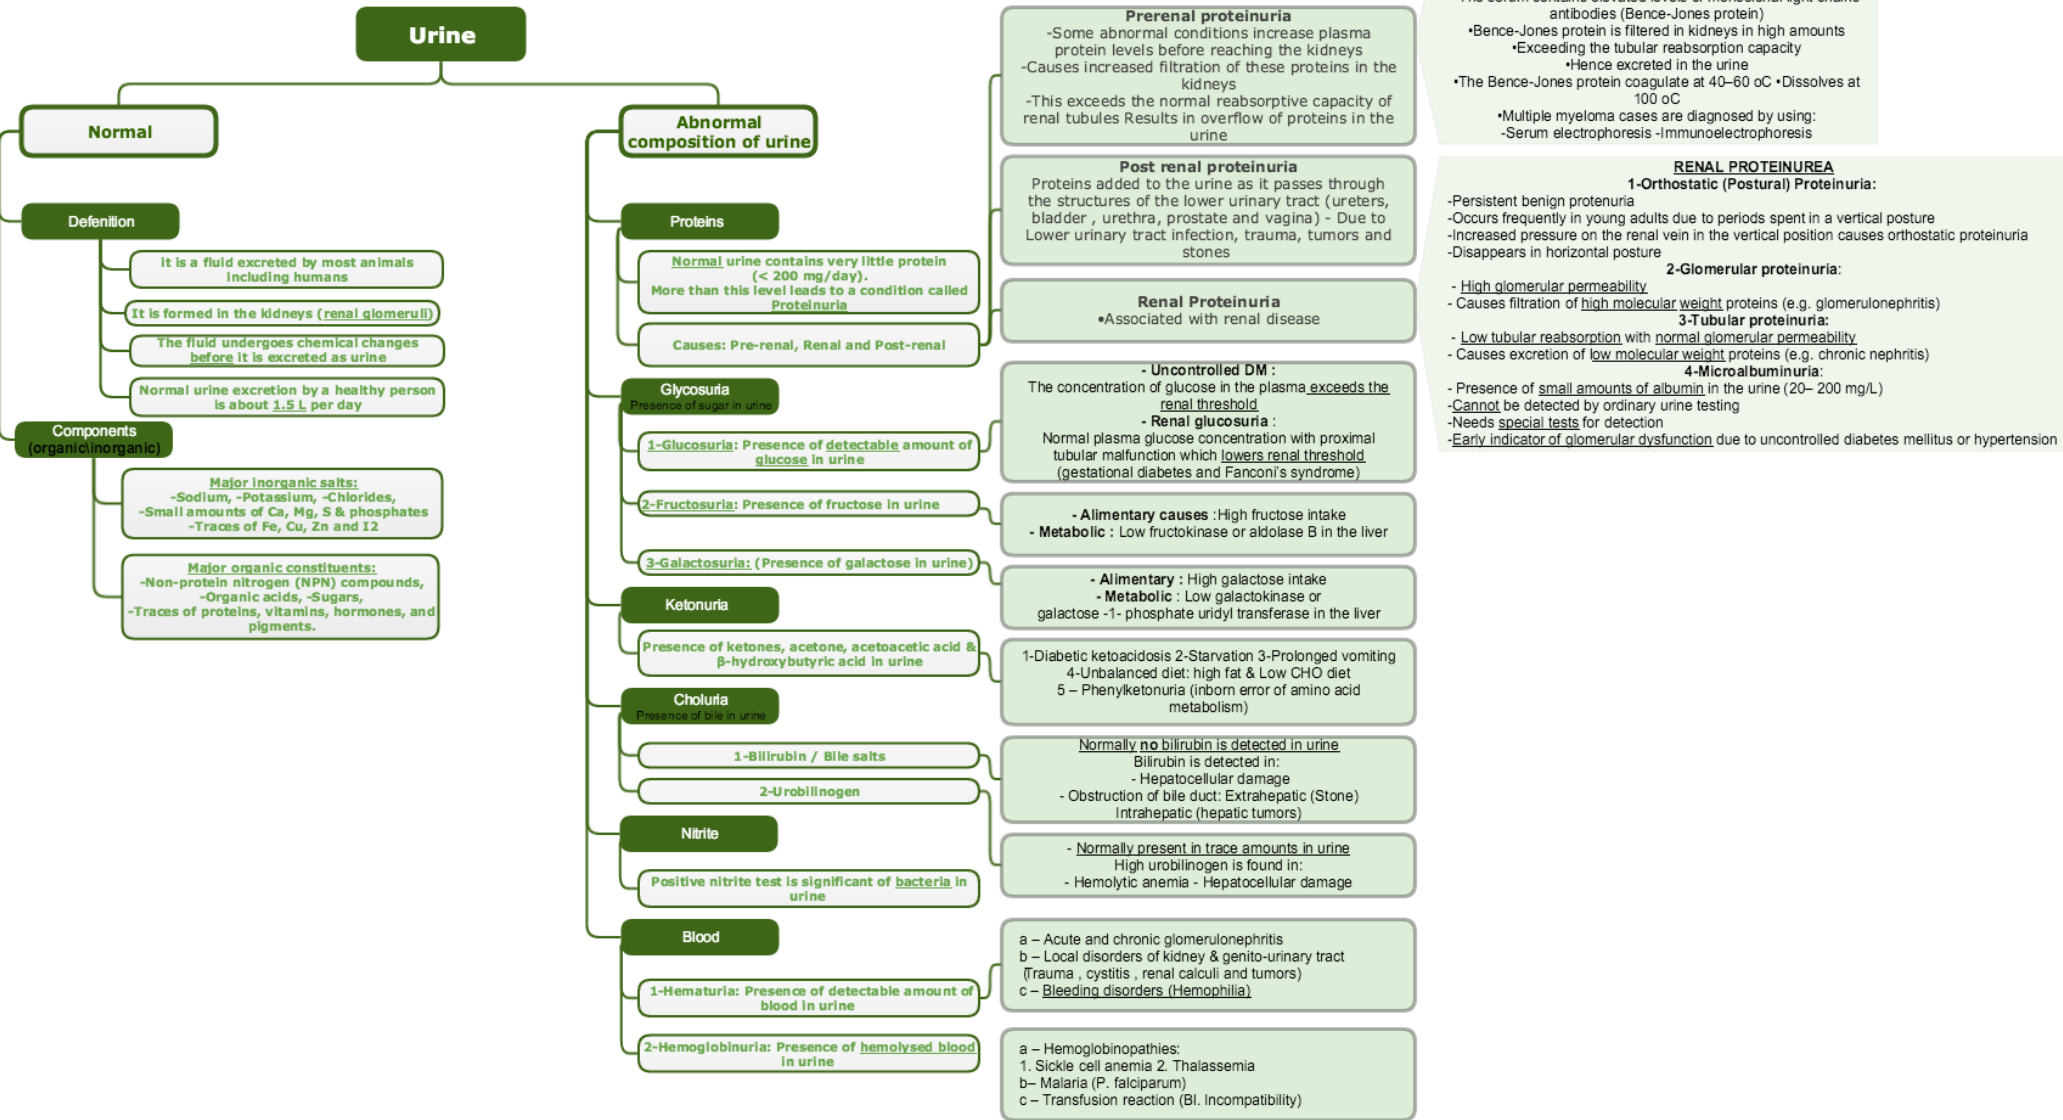 Urine
Normal
Defenition
it is a fluid excreted by most animals
including humans
It is formed in the kidneys (renal glomeruli)
The fluid undergoes chemical changes
before it is excreted as urine
Normal urine excretion by a healthy person
is about 1.5 L per day
Components
(organic\inorganic)
Major inorganic salts:
-Sodium, -Potassium, -Chlorides,
-Small amounts of Ca, Mg, S & phosphates
-Traces of Fe, Cu, Zn and I2
Major organic constituents:
-Non-protein nitrogen (NPN) compounds,
-Organic acids, -Sugars,
-Traces of proteins, vitamins, hormones, and
pigments.
Abnormal
composition of urine
Proteins
Normal urine contains very little protein
(< 200 mg/day).
More than this level leads to a condition called
Proteinuria
Causes: Pre-renal, Renal and Post-renal
Glycosuria
Presence of sugar in urine
1-Glucosuria: Presence of detectable amount of
glucose in urine
2-Fructosuria: Presence of fructose in urine
3-Galactosuria: (Presence of galactose in urine)
Ketonuria
Presence of ketones, acetone, acetoacetic acid &
β-hydroxybutyric acid in urine
Choluria
Presence of bile in urine
1-Bilirubin / Bile salts
2-Urobilinogen
Nitrite
Positive nitrite test is significant of bacteria in
urine
Blood
1-Hematuria: Presence of detectable amount of
blood in urine
2-Hemoglobinuria: Presence of hemolysed blood
in urine
Prerenal proteinuria
-Some abnormal conditions increase plasma
protein levels before reaching the kidneys
-Causes increased filtration of these proteins in the
kidneys
-This exceeds the normal reabsorptive capacity of
renal tubules Results in overflow of proteins in the
urine
Post renal proteinuria
Proteins added to the urine as it passes through
the structures of the lower urinary tract (ureters,
bladder , urethra, prostate and vagina) - Due to
Lower urinary tract infection, trauma, tumors and
stones
Renal Proteinuria
•Associated with renal disease
- Uncontrolled DM :
The concentration of glucose in the plasma exceeds the
renal threshold
- Renal glucosuria :
Normal plasma glucose concentration with proximal
tubular malfunction which lowers renal threshold
(gestational diabetes and Fanconi's syndrome)
- Alimentary causes :High fructose intake
- Metabolic : Low fructokinase or aldolase B in the liver
- Alimentary : High galactose intake
- Metabolic : Low galactokinase or
galactose -1- phosphate uridyl transferase in the liver
1-Diabetic ketoacidosis 2-Starvation 3-Prolonged vomiting
4-Unbalanced diet: high fat & Low CHO diet
5 – Phenylketonuria (inborn error of amino acid
metabolism)
Normally no bilirubin is detected in urine
Bilirubin is detected in:
- Hepatocellular damage
- Obstruction of bile duct: Extrahepatic (Stone)
Intrahepatic (hepatic tumors)
- Normally present in trace amounts in urine
High urobilinogen is found in:
- Hemolytic anemia - Hepatocellular damage
a – Acute and chronic glomerulonephritis
b – Local disorders of kidney & genito-urinary tract
(Trauma , cystitis , renal calculi and tumors)
c – Bleeding disorders (Hemophilia)
a – Hemoglobinopathies:
1. Sickle cell anemia 2. Thalassemia
b– Malaria (P. falciparum)
c – Transfusion reaction (Bl. Incompatibility)
antibodies (Bence-Jones protein)
•Bence-Jones protein is filtered in kidneys in high amounts
•Exceeding the tubular reabsorption capacity
•Hence excreted in the urine
•The Bence-Jones protein coagulate at 40–60 oC •Dissolves at
100 oC
•Multiple myeloma cases are diagnosed by using:
-Serum electrophoresis -Immunoelectrophoresis
RENAL PROTEINUREA
1-Orthostatic (Postural) Proteinuria:
-Persistent benign protenuria
-Occurs frequently in young adults due to periods spent in a vertical posture
-Increased pressure on the renal vein in the vertical position causes orthostatic proteinuria
-Disappears in horizontal posture
2-Glomerular proteinuria:
- High glomerular permeability
- Causes filtration of high molecular weight proteins (e.g. glomerulonephritis)
3-Tubular proteinuria:
- Low tubular reabsorption with normal glomerular permeability
- Causes excretion of low molecular weight proteins (e.g. chronic nephritis)
4-Microalbuminuria:
- Presence of small amounts of albumin in the urine (20– 200 mg/L)
-Cannot be detected by ordinary urine testing
-Needs special tests for detection
-Early indicator of glomerular dysfunction due to uncontrolled diabetes mellitus or hypertension